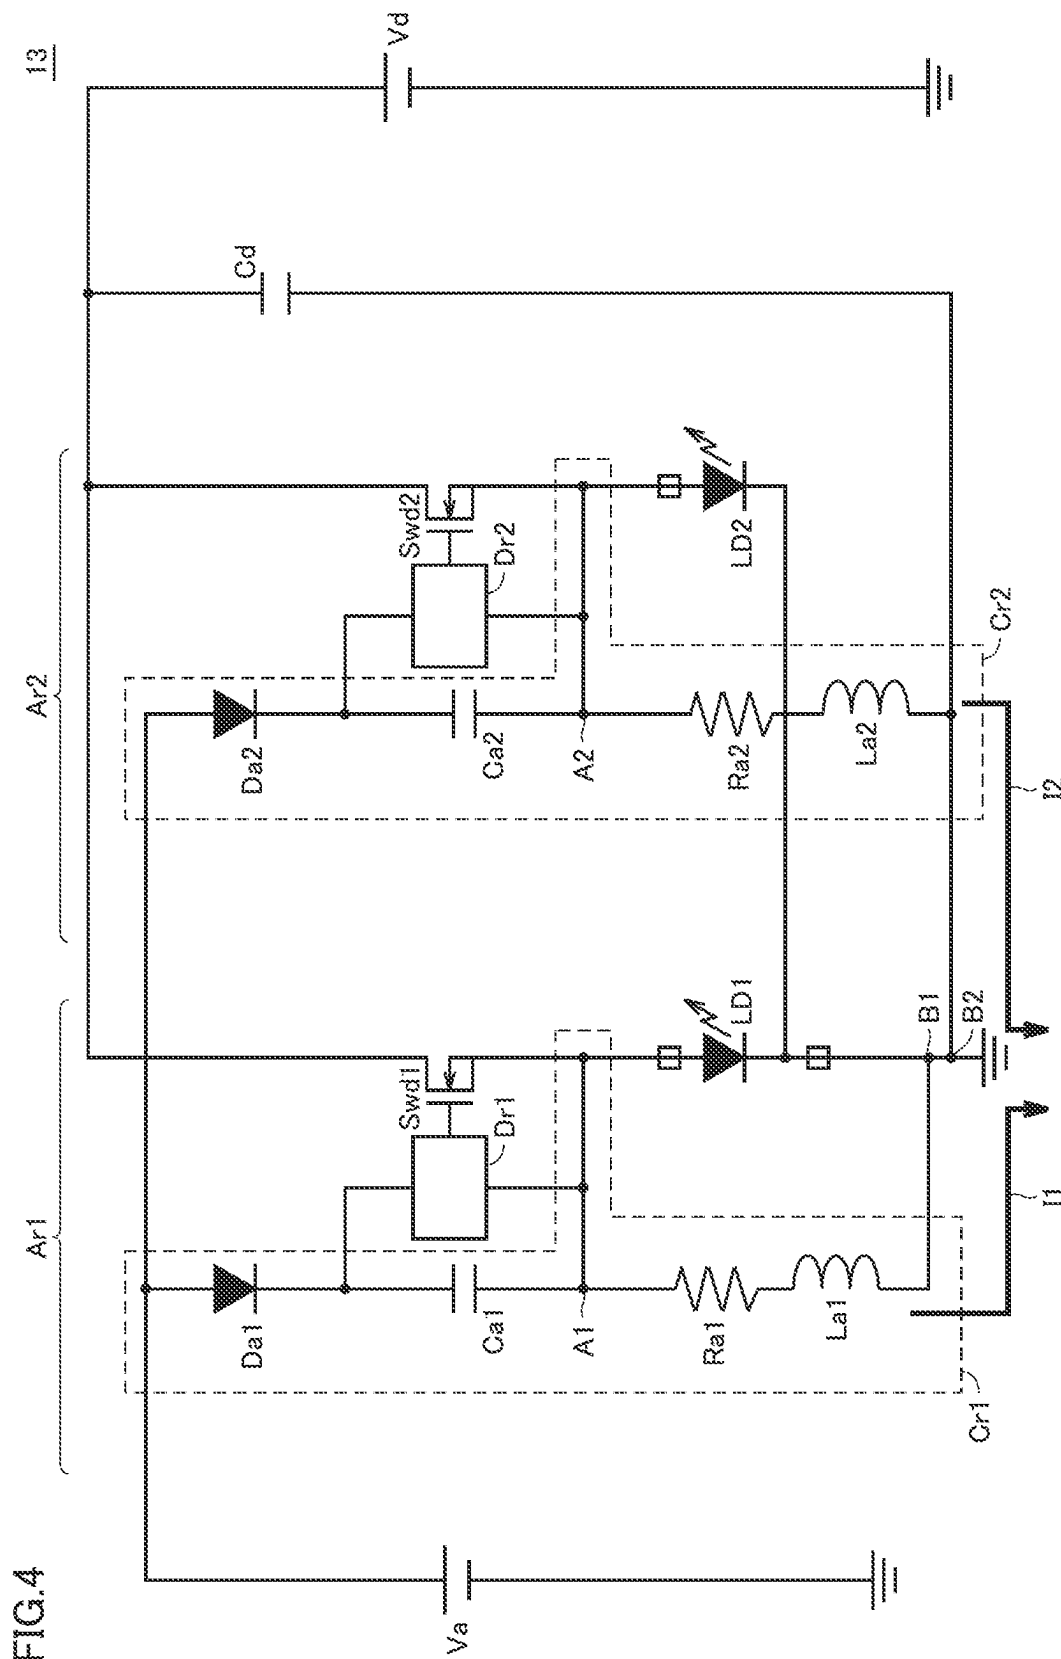 FIG.4
13
Ar1
Ar2
Va
Da1
Ca1
A1
Ra1
La1
Cr1
Dr1
Swd1
LD1
B1
B2
I1
Da2
Ca2
A2
Ra2
La2
Cr2
Dr2
Swd2
LD2
I2
Cd
Vd